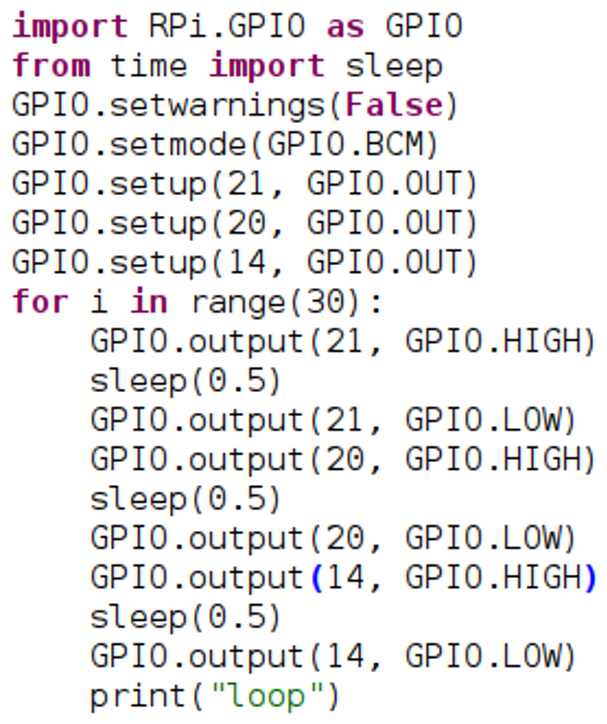 import RPi.GPIO as GPIO
from time import sleep
GPIO.setwarnings(False)
GPIO.setmode(GPIO.BCM)
GPIO.setup(21, GPIO.OUT)
GPIO.setup(20, GPIO.OUT)
GPIO.setup(14, GPIO.OUT)
for i in range(30):
    GPIO.output(21, GPIO.HIGH)
    sleep(0.5)
    GPIO.output(21, GPIO.LOW)
    GPIO.output(20, GPIO.HIGH)
    sleep(0.5)
    GPIO.output(20, GPIO.LOW)
    GPIO.output(14, GPIO.HIGH)
    sleep(0.5)
    GPIO.output(14, GPIO.LOW)
    print("loop")